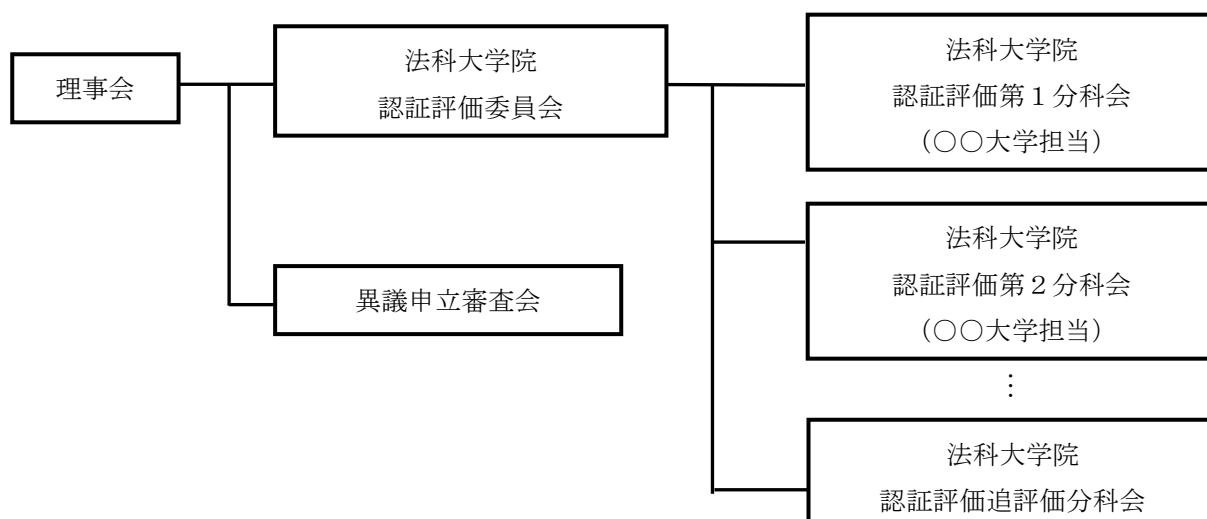 理事会
法科大学院
認証評価委員会
異議申立審査会
法科大学院
認証評価第１分科会
（○○大学担当）
法科大学院
認証評価第２分科会
（○○大学担当）
⋮
法科大学院
認証評価追評価分科会